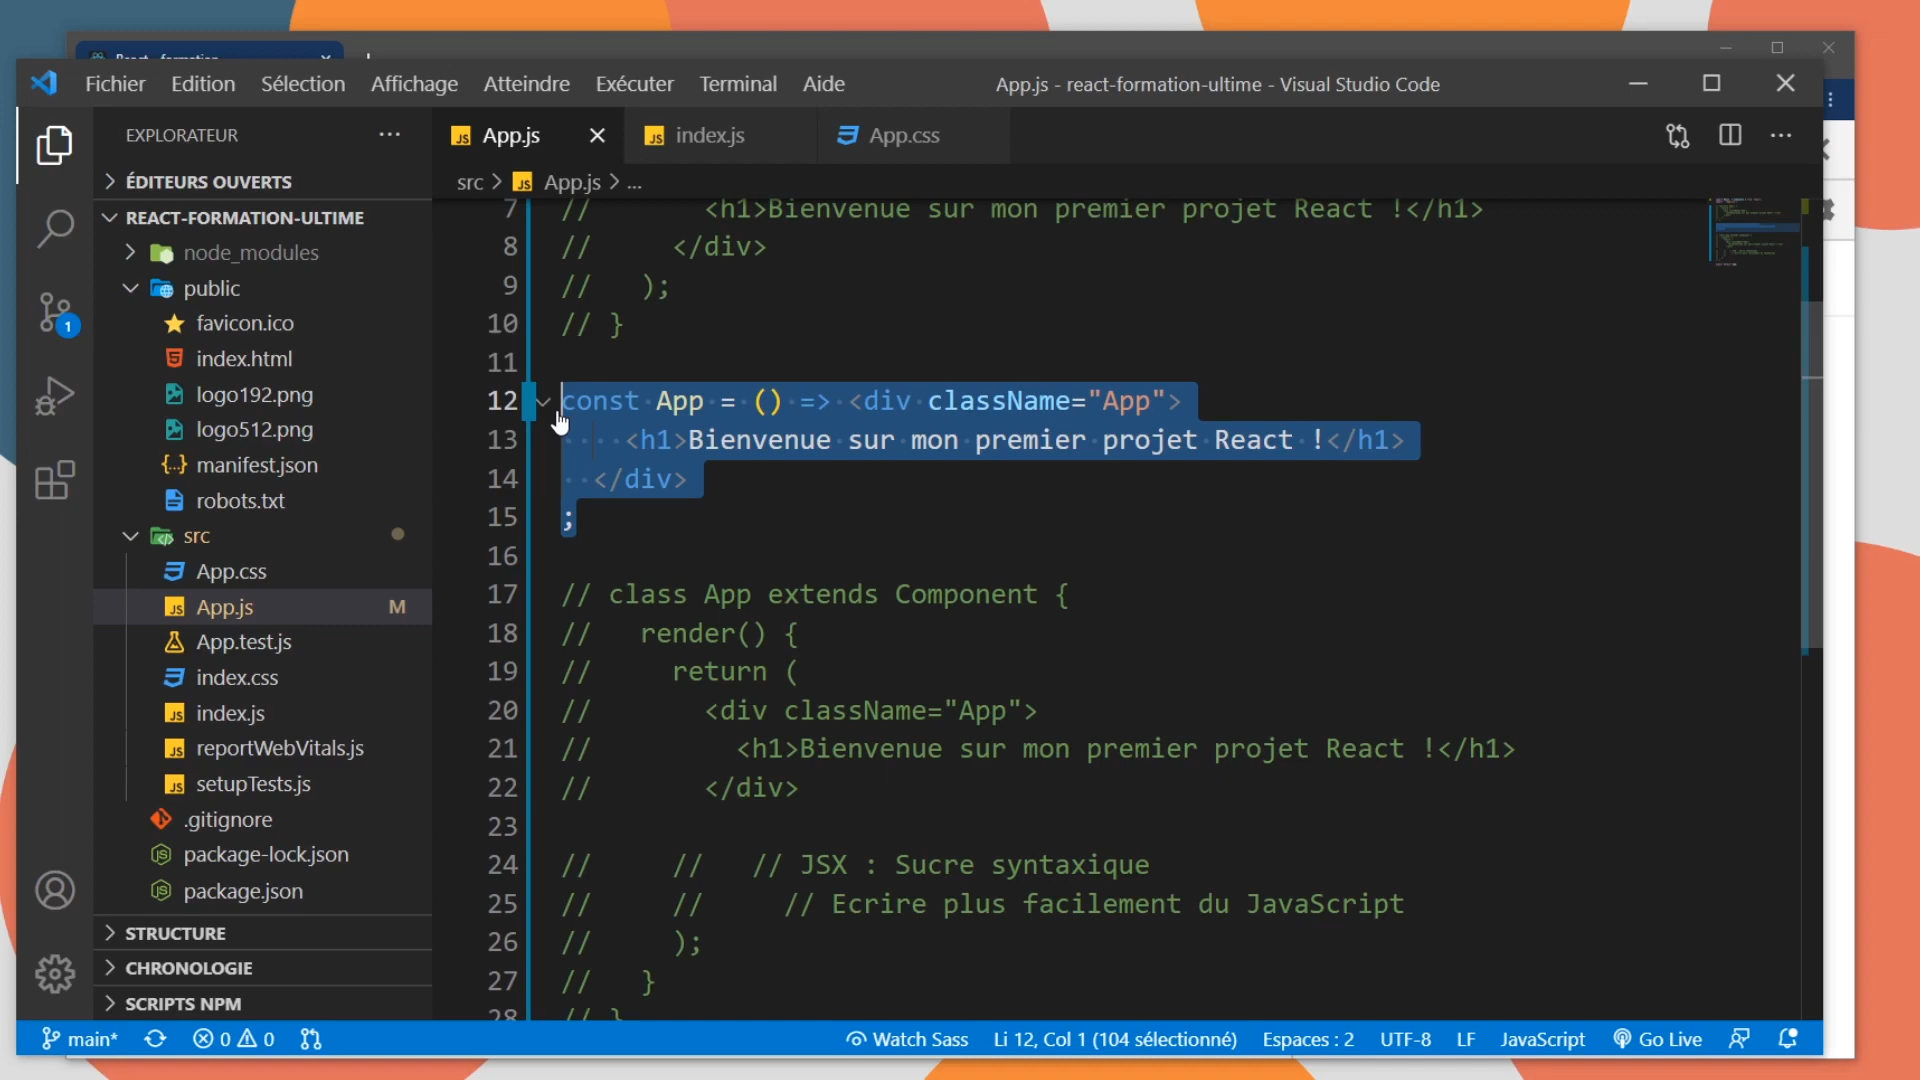 Fichier Edition Sélection Affichage Atteindre Exécuter Terminal Aide App.js - react-formation-ultime - Visual Studio Code
EXPLORATEUR
ÉDITEURS OUVERTS
REACT-FORMATION-ULTIME
node_modules
public
favicon.ico
index.html
logo192.png
logo512.png
manifest.json
robots.txt
src
App.css
App.js M
App.test.js
index.css
index.js
reportWebVitals.js
setupTests.js
.gitignore
package-lock.json
package.json
STRUCTURE
CHRONOLOGIE
SCRIPTS NPM
1
App.js index.js App.css
src > App.js > ...
7 //       <h1>Bienvenue sur mon premier projet React !</h1>
8 //     </div>
9 //   );
10 // }
11
12 const App = () => <div className="App">
13     <h1>Bienvenue sur mon premier projet React !</h1>
14   </div>
15 ;
16
17 // class App extends Component {
18 //   render() {
19 //     return (
20 //       <div className="App">
21 //         <h1>Bienvenue sur mon premier projet React !</h1>
22 //       </div>
23
24 //     //   // JSX : Sucre syntaxique
25 //     //     // Ecrire plus facilement du JavaScript
26 //     );
27 //   }
28 // }
main* 0 0 Watch Sass Li 12, Col 1 (104 sélectionné) Espaces : 2 UTF-8 LF JavaScript Go Live